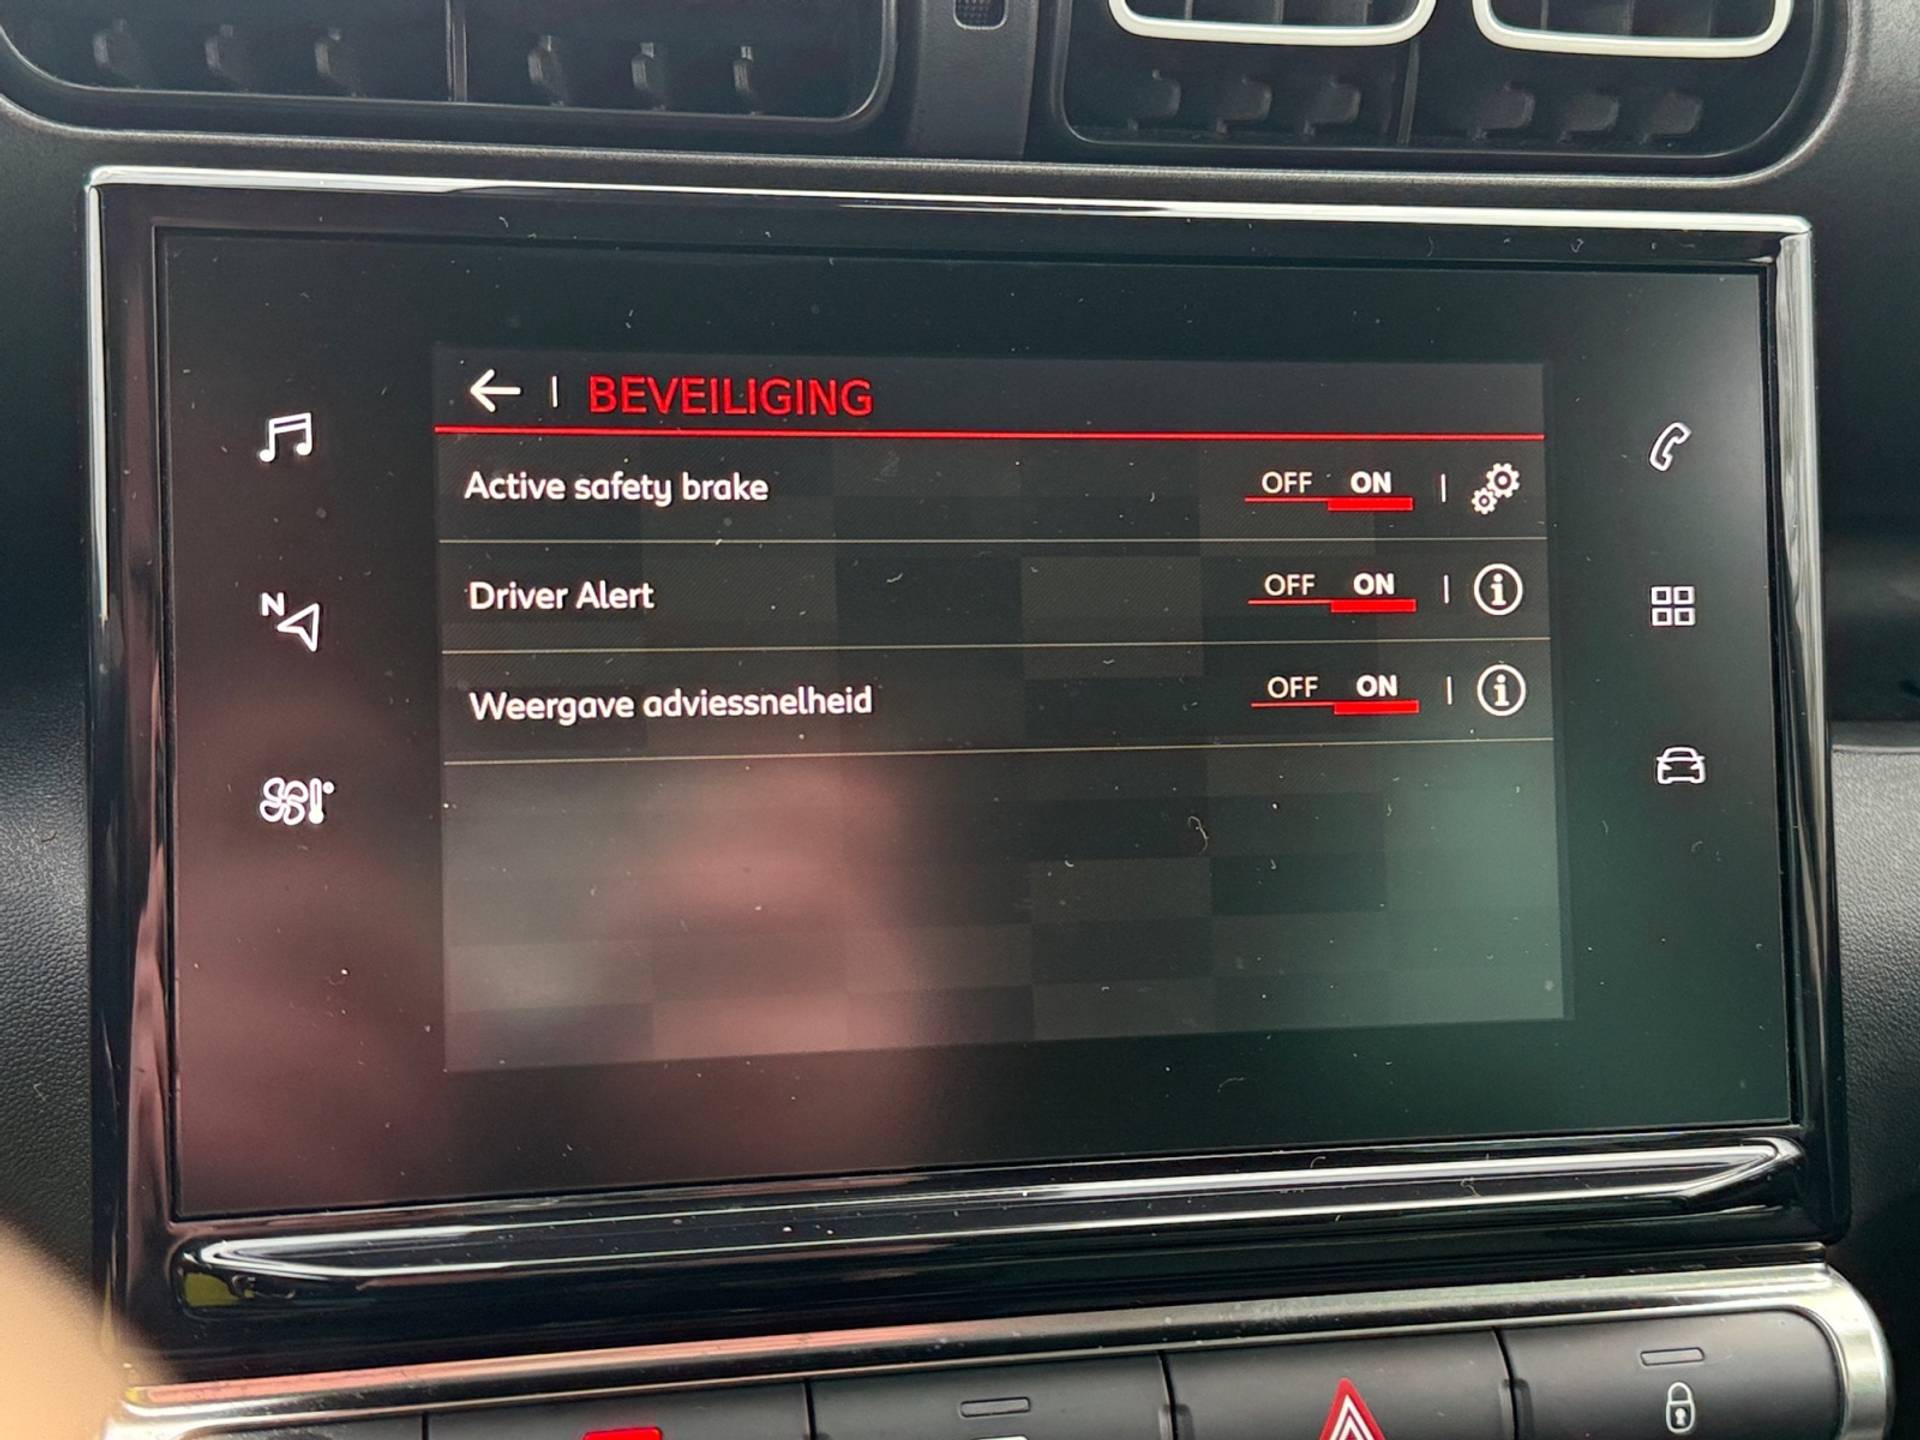 BEVEILIGING
Active safety brake OFF ON
N
Driver Alert OFF ON
Weergave adviessnelheid OFF ON